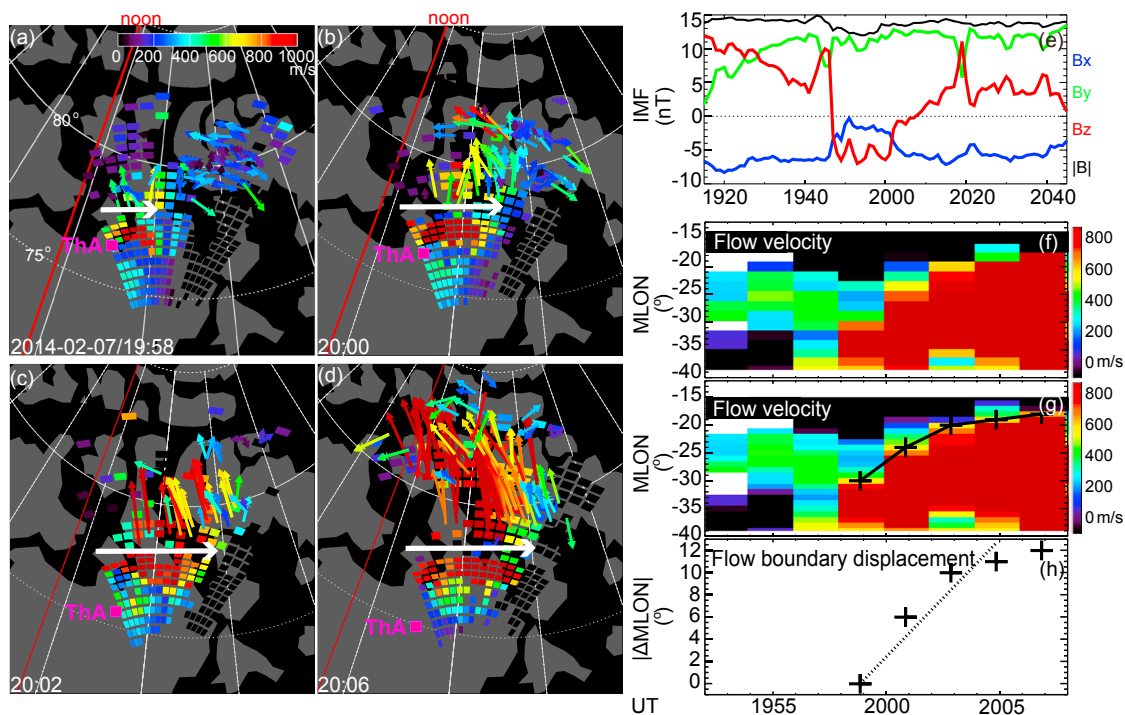 noon
noon
(a)
0 200 400 600 800 1000
m/s
80°
75°
ThA
2014-02-07/19:58
(b)
ThA
20:00
(c)
ThA
20:02
(d)
ThA
20:06
(e)
IMF
(nT)
15
10
5
0
-5
-10
1920 1940 2000 2020 2040
Bx
By
Bz
|B|
Flow velocity
(f)
MLON
(°)
-15
-20
-25
-30
-35
-40
800
600
400
200
0 m/s
Flow velocity
(g)
MLON
(°)
-15
-20
-25
-30
-35
-40
800
600
400
200
0 m/s
Flow boundary displacement
(h)
|ΔMLON|
(°)
12
10
8
6
4
2
0
UT 1955 2000 2005